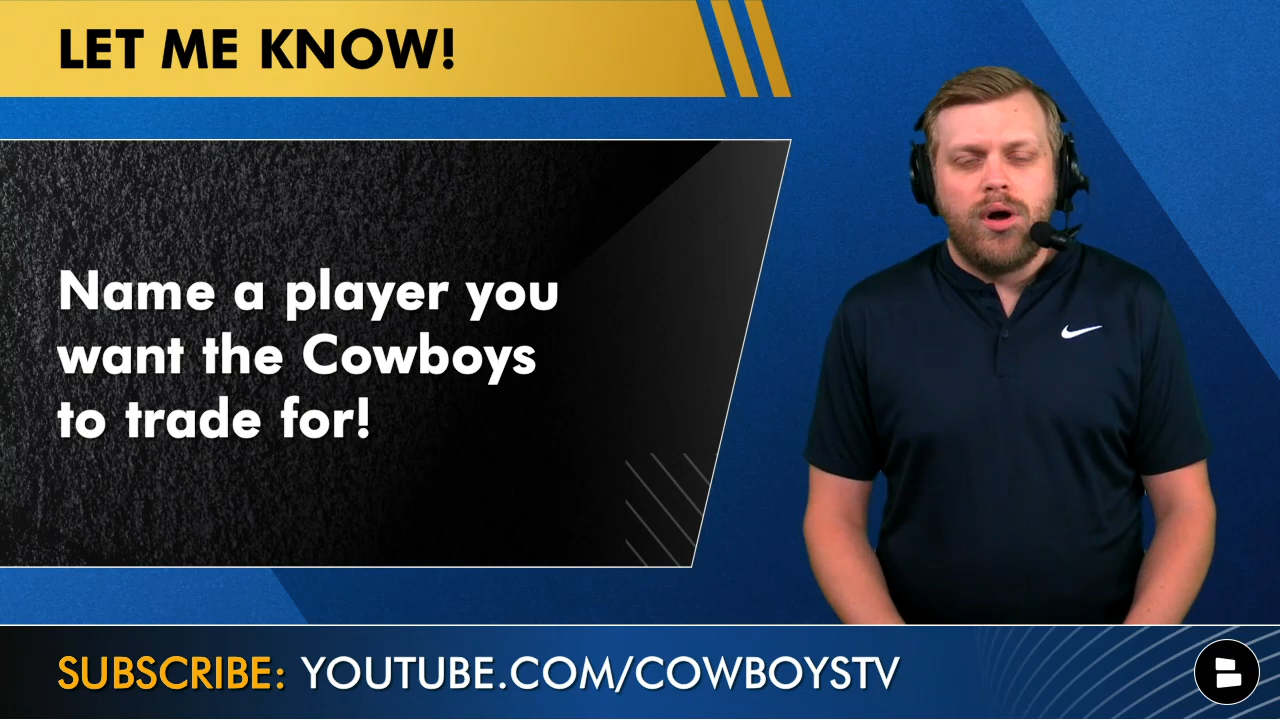 LET ME KNOW!
Name a player you
want the Cowboys
to trade for!
SUBSCRIBE: YOUTUBE.COM/COWBOYSTV